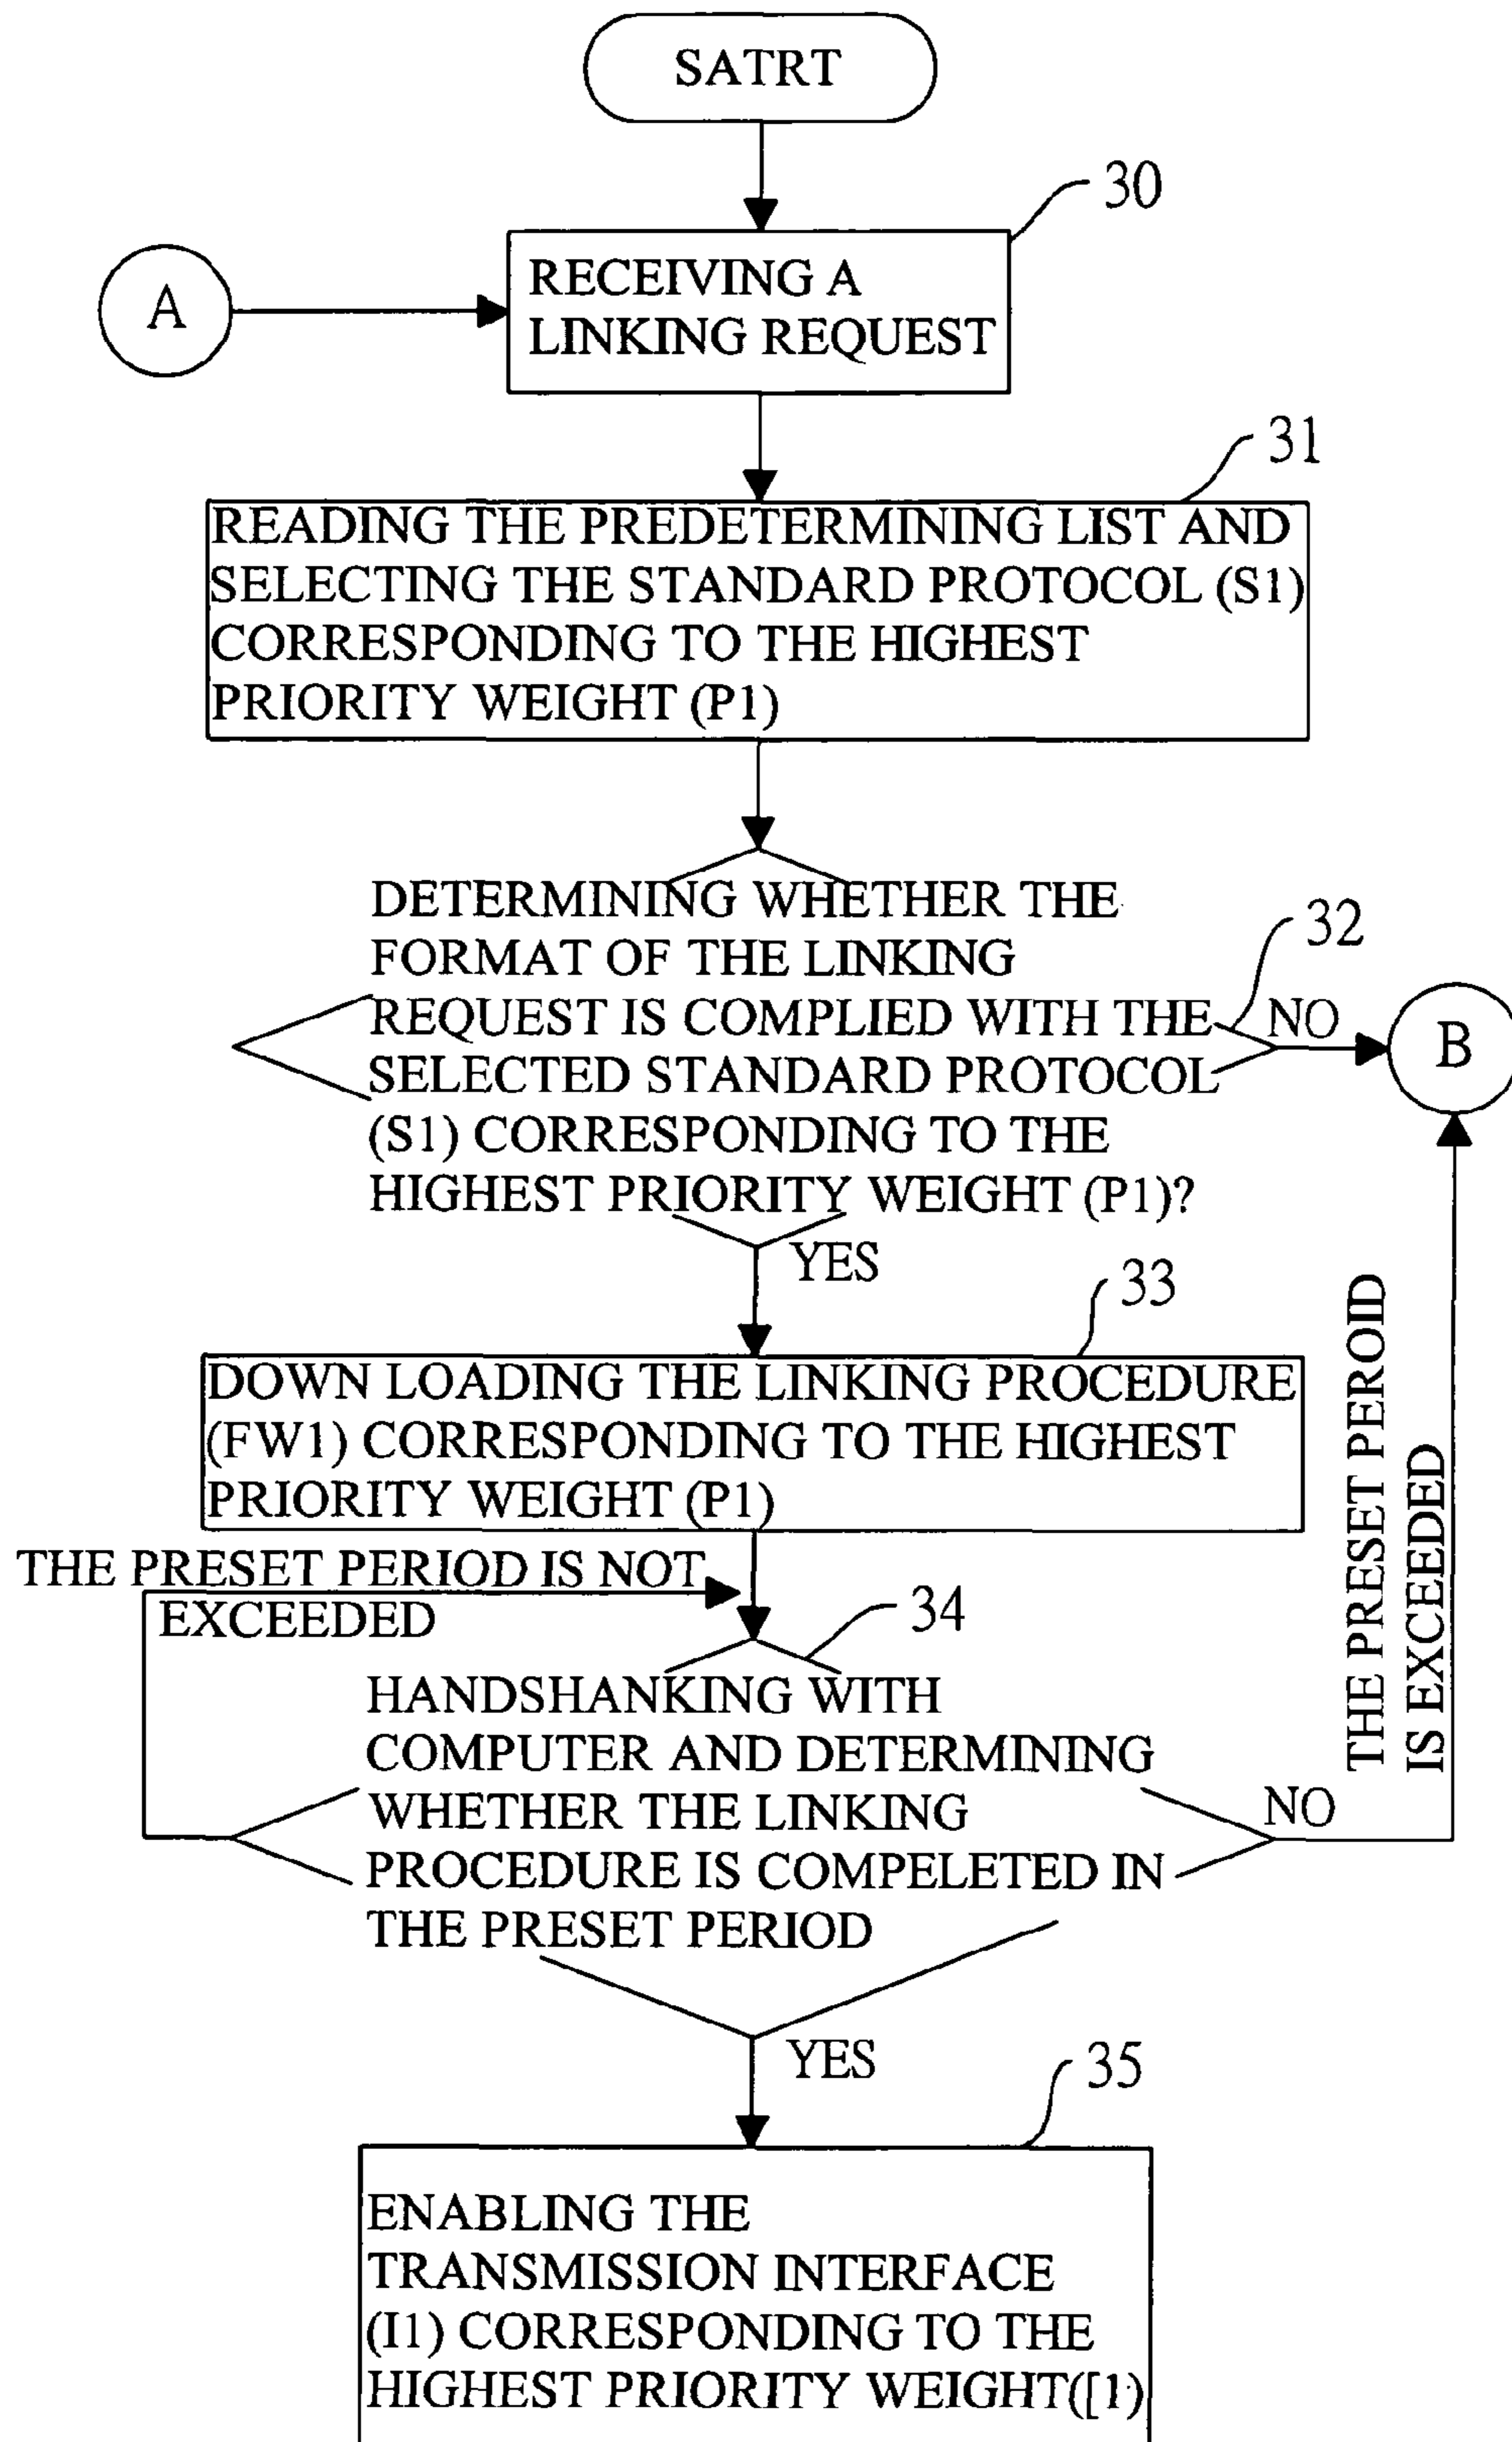 SATRT
30
A
RECEIVING A
LINKING REQUEST
31
READING THE PREDETERMINING LIST AND
SELECTING THE STANDARD PROTOCOL (S1)
CORRESPONDING TO THE HIGHEST
PRIORITY WEIGHT (P1)
DETERMINING WHETHER THE
FORMAT OF THE LINKING
REQUEST IS COMPLIED WITH THE
SELECTED STANDARD PROTOCOL
(S1) CORRESPONDING TO THE
HIGHEST PRIORITY WEIGHT (P1)?
32
NO
B
YES
33
DOWN LOADING THE LINKING PROCEDURE
(FW1) CORRESPONDING TO THE HIGHEST
PRIORITY WEIGHT (P1)
THE PRESET PEROID
IS EXCEEDED
THE PRESET PERIOD IS NOT
EXCEEDED
34
HANDSHANKING WITH
COMPUTER AND DETERMINING
WHETHER THE LINKING
PROCEDURE IS COMPELETED IN
THE PRESET PERIOD
NO
YES
35
ENABLING THE
TRANSMISSION INTERFACE
(I1) CORRESPONDING TO THE
HIGHEST PRIORITY WEIGHT([1)